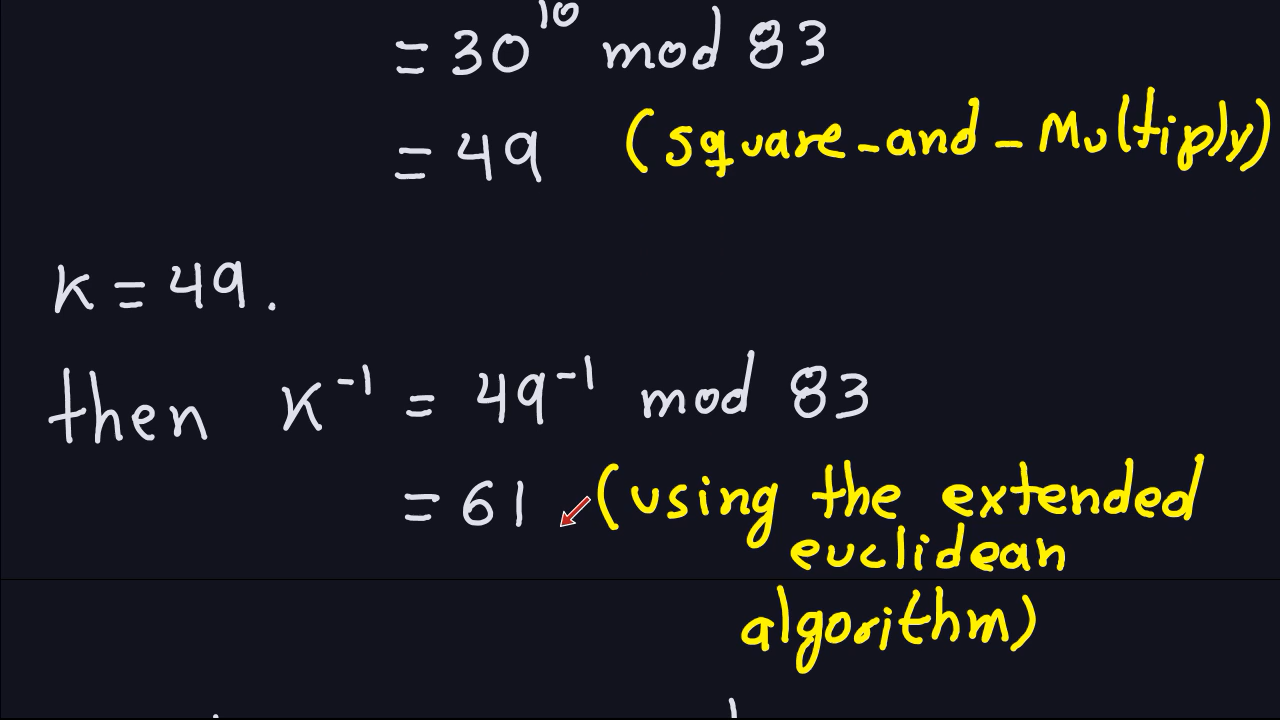 = 30^10 mod 83
= 49 (square-and-Multiply)
K = 49.
then K^-1 = 49^-1 mod 83
= 61 (using the extended
euclidean
algorithm)